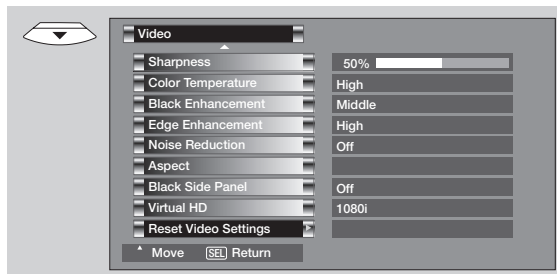 Video
Sharpness 50%
Color Temperature High
Black Enhancement Middle
Edge Enhancement High
Noise Reduction Off
Aspect
Black Side Panel Off
Virtual HD 1080i
Reset Video Settings
Move SEL Return